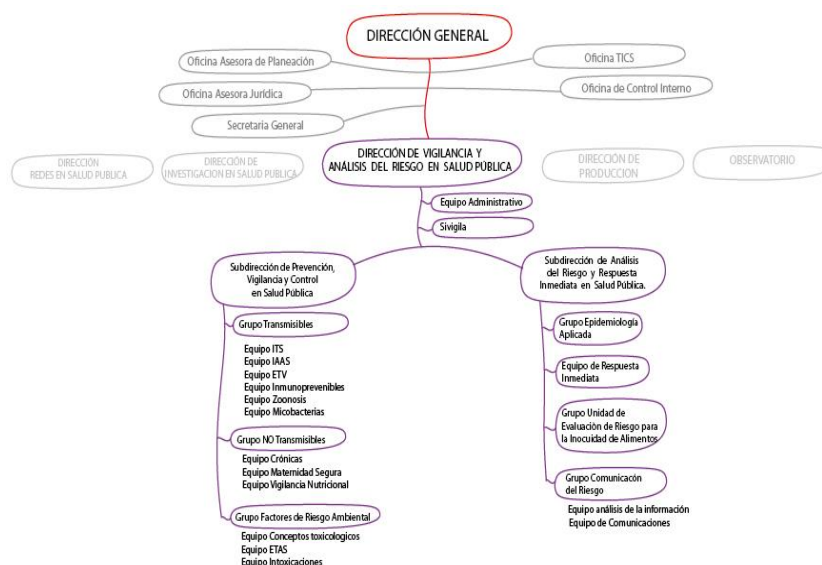 DIRECCIÓN GENERAL
Oficina Asesora de Planeación
Oficina TICS
Oficina Asesora Jurídica
Oficina de Control Interno
Secretaría General
DIRECCIÓN
REDES EN SALUD PUBLICA
DIRECCIÓN DE
INVESTIGACION EN SALUD PUBLICA
DIRECCIÓN DE VIGILANCIA Y
ANÁLISIS DEL RIESGO EN SALUD PÚBLICA
DIRECCIÓN DE
PRODUCCION
OBSERVATORIO
Equipo Administrativo
Sivigila
Subdirección de Prevención,
Vigilancia y Control
en Salud Pública
Grupo Transmisibles
Equipo ITS
Equipo IAAS
Equipo ETV
Equipo Inmunoprevenibles
Equipo Zoonosis
Equipo Micobacterias
Grupo NO Transmisibles
Equipo Crónicas
Equipo Maternidad Segura
Equipo Vigilancia Nutricional
Grupo Factores de Riesgo Ambiental
Equipo Conceptos toxicologicos
Equipo ETAS
Equipo Intoxicaciones
Subdirección de Análisis
del Riesgo y Respuesta
Inmediata en Salud Pública.
Grupo Epidemiología
Aplicada
Equipo de Respuesta
Inmediata
Grupo Unidad de
Evaluación de Riesgo para
la Inocuidad de Alimentos
Grupo Comunicacón
del Riesgo
Equipo análisis de la información
Equipo de Comunicaciones